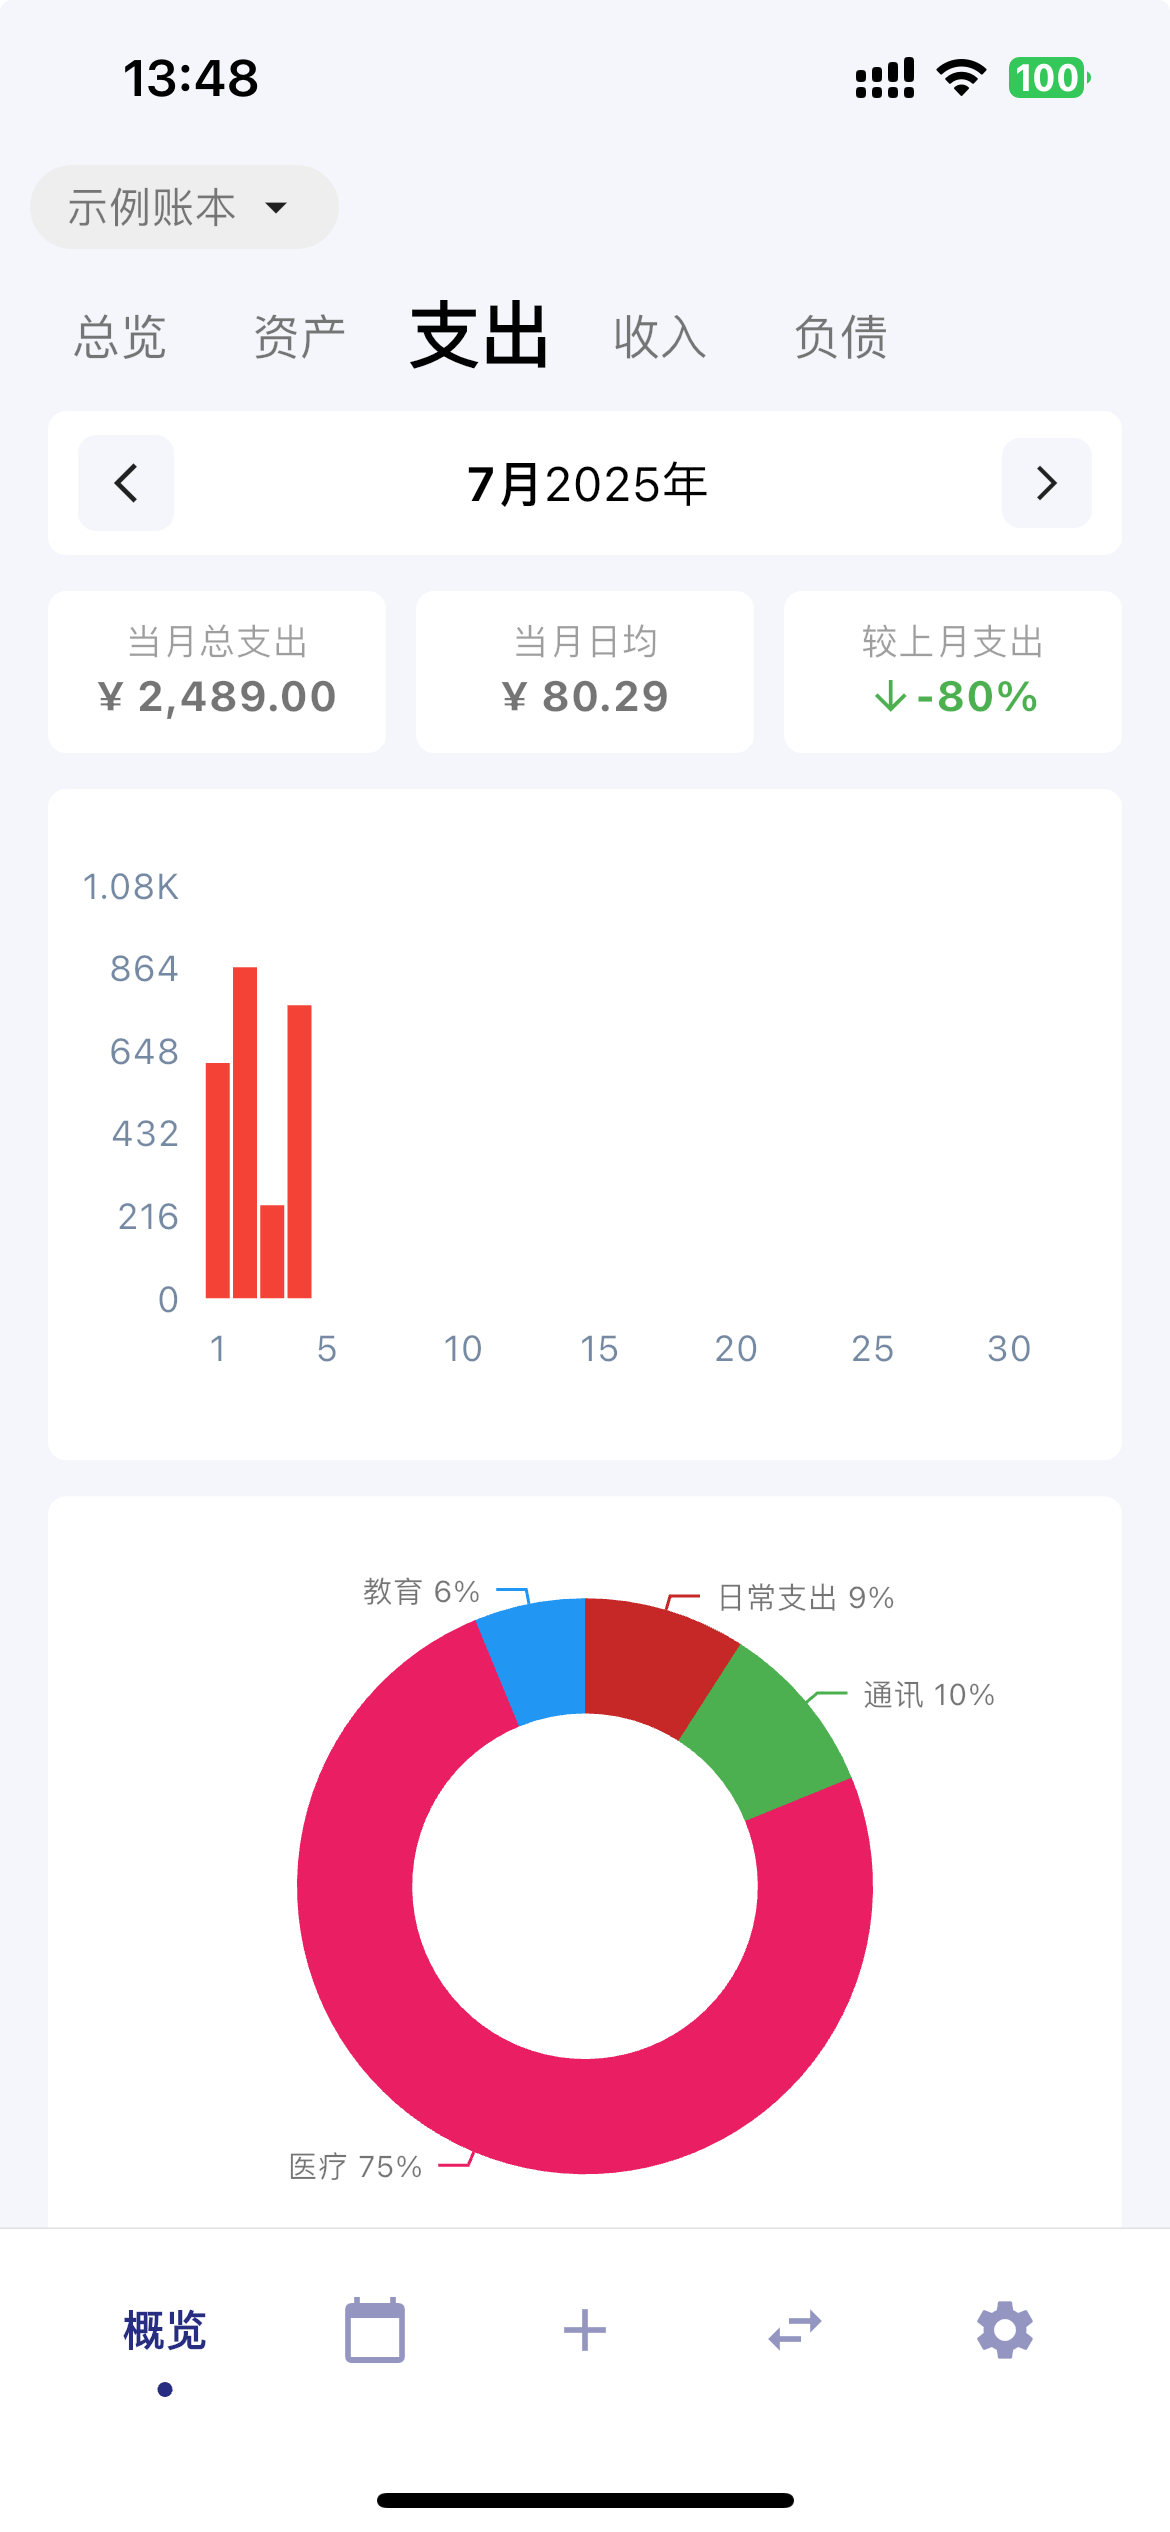 13:48
100
示例账本
总览 资产 支出 收入 负债
7月2025年
当月总支出 当月日均 较上月支出
¥ 2,489.00 ¥ 80.29 ↓-80%
1.08K
864
648
432
216
0
1 5 10 15 20 25 30
教育 6% 日常支出 9%
通讯 10%
医疗 75%
概览